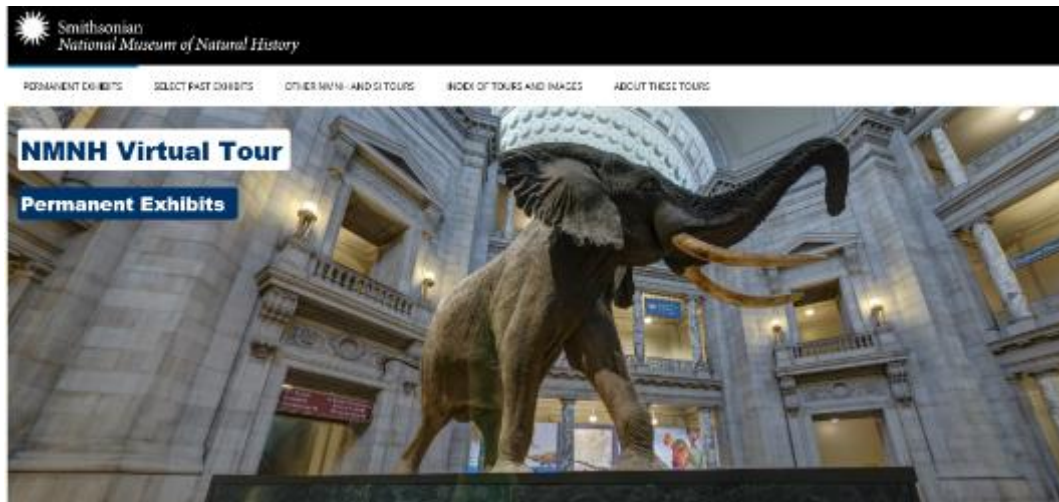 Smithsonian
National Museum of Natural History
PERMANENT EXHIBITS
SELECT PAST EXHIBITS
OTHER NMNH AND SI TOURS
INDEX OF TOURS AND IMAGES
ABOUT THESE TOURS
NMNH Virtual Tour
Permanent Exhibits